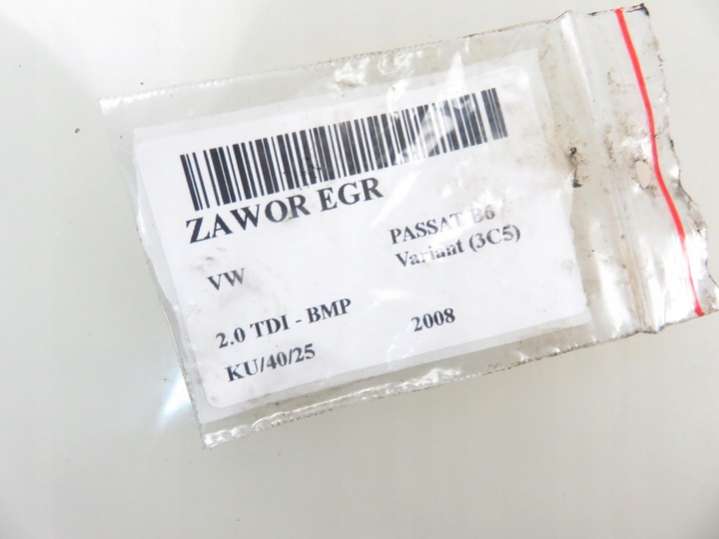 ZAWOR EGR
VW
PASSAT B6
Variant (3C5)
2.0 TDI - BMP
2008
KU/40/25